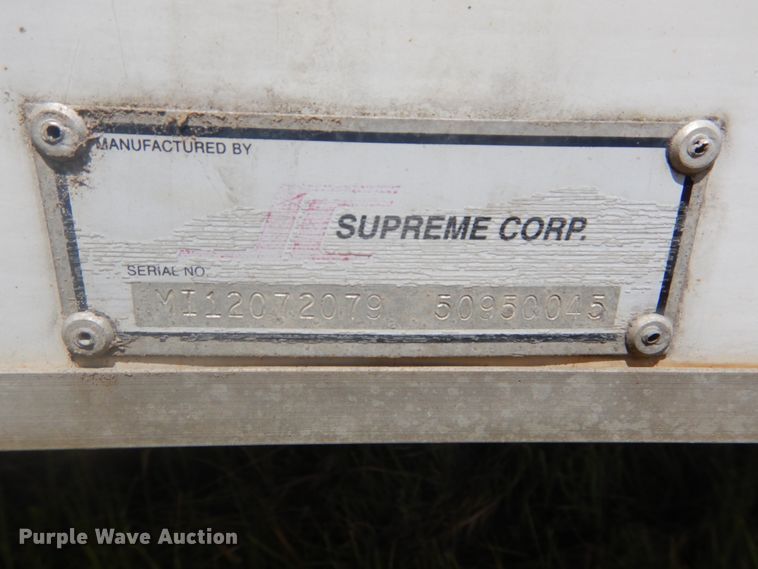 MANUFACTURED BY
SUPREME CORP.
SERIAL NO.
MI12072079 50950045
Purple Wave Auction